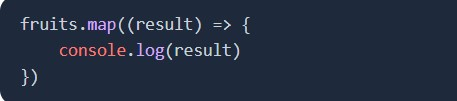 fruits.map((result) => {
    console.log(result)
})